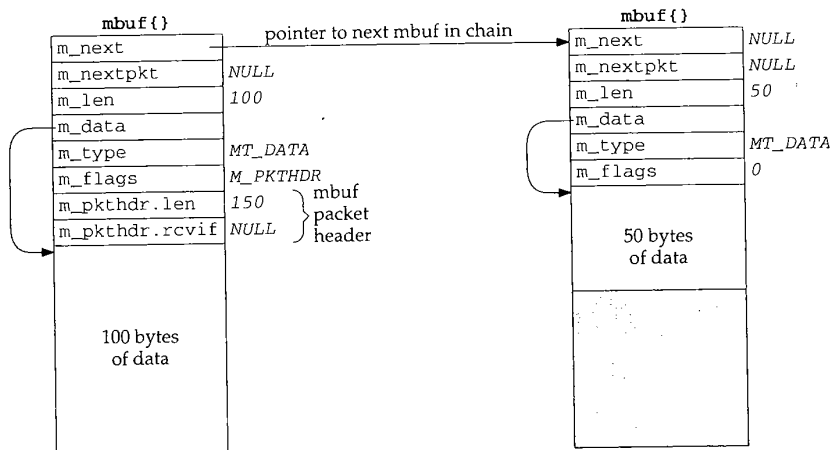 mbuf{}
m_next
m_nextpkt NULL
m_len 100
m_data
m_type MT_DATA
m_flags M_PKTHDR
m_pkthdr.len 150
m_pkthdr.rcvif NULL
mbuf
packet
header
100 bytes
of data
pointer to next mbuf in chain
mbuf{}
m_next NULL
m_nextpkt NULL
m_len 50
m_data
m_type MT_DATA
m_flags 0
50 bytes
of data